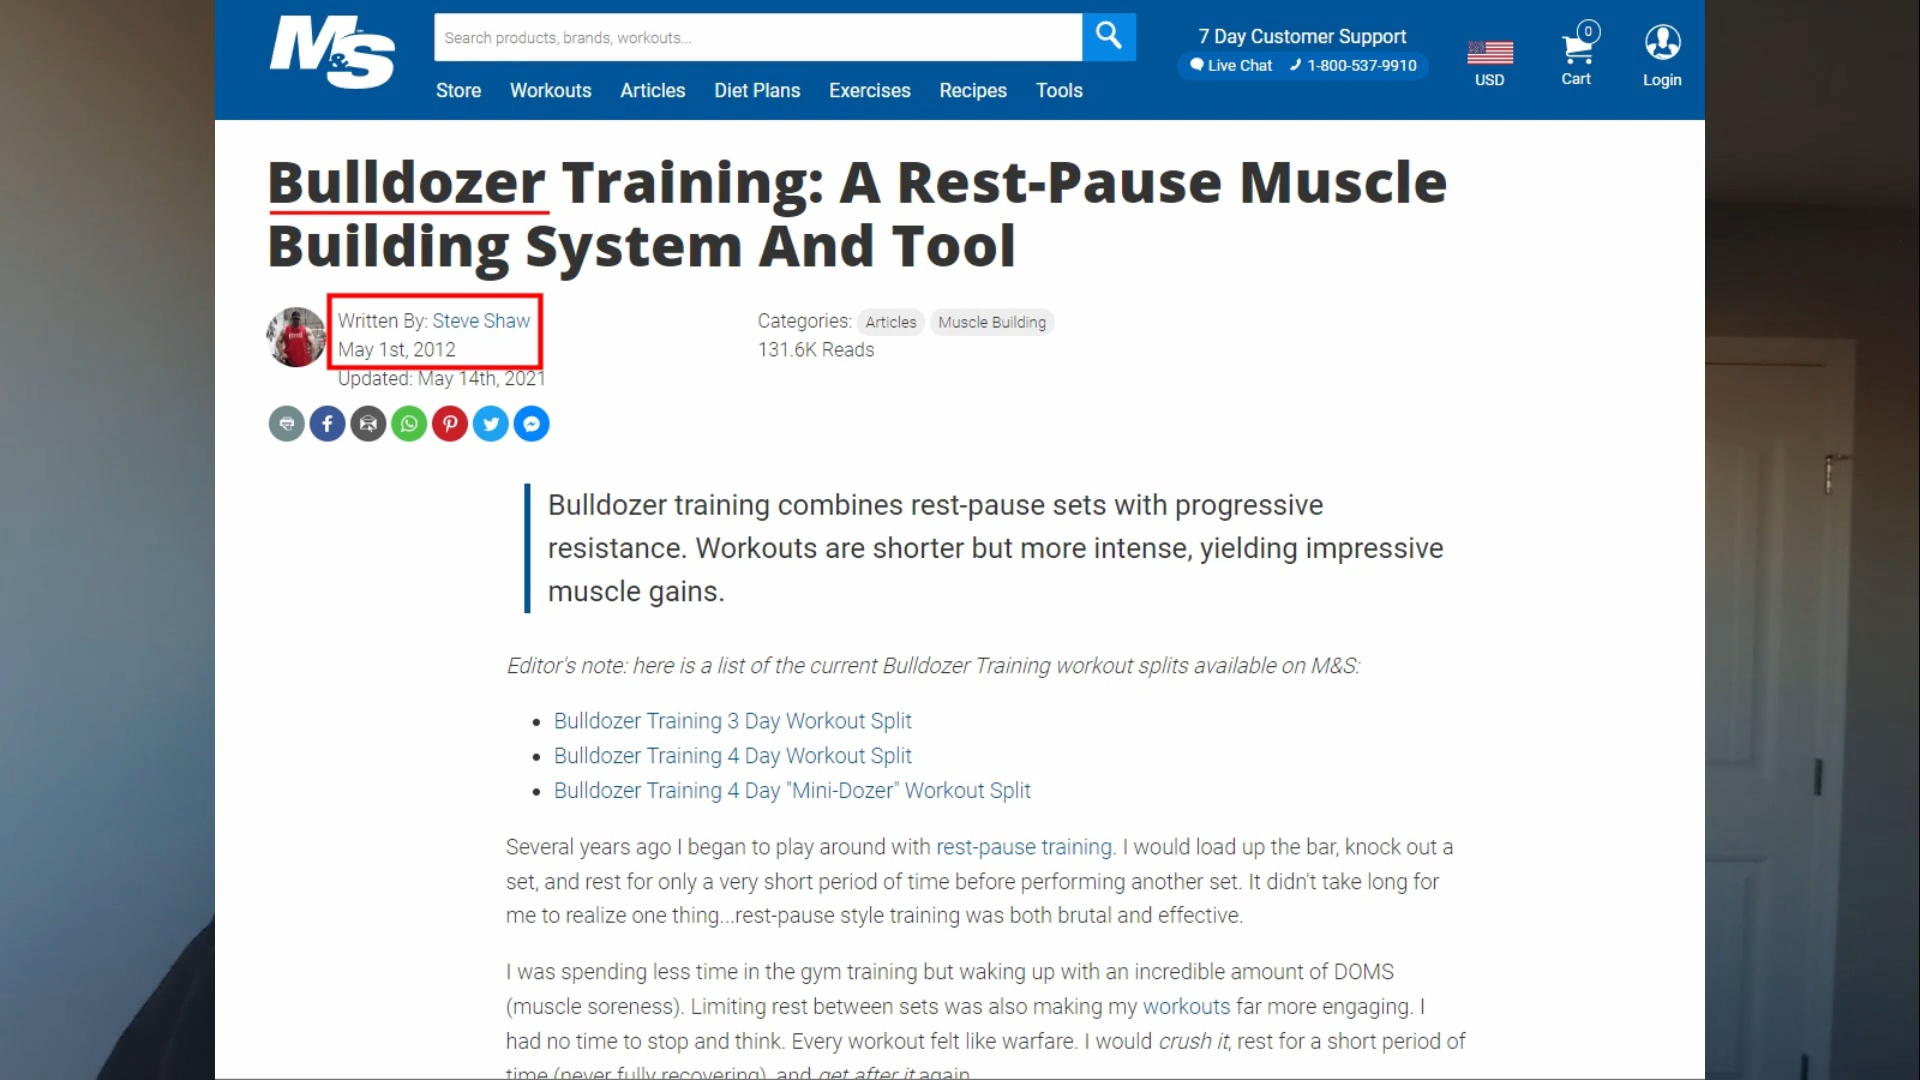 M&S
Search products, brands, workouts...
7 Day Customer Support
Live Chat 1-800-537-9910
USD
0
Cart
Login
Store Workouts Articles Diet Plans Exercises Recipes Tools
Bulldozer Training: A Rest-Pause Muscle
Building System And Tool
Written By: Steve Shaw
May 1st, 2012
Updated: May 14th, 2021
Categories: Articles Muscle Building
131.6K Reads
Bulldozer training combines rest-pause sets with progressive
resistance. Workouts are shorter but more intense, yielding impressive
muscle gains.
Editor's note: here is a list of the current Bulldozer Training workout splits available on M&S:
Bulldozer Training 3 Day Workout Split
Bulldozer Training 4 Day Workout Split
Bulldozer Training 4 Day "Mini-Dozer" Workout Split
Several years ago I began to play around with rest-pause training. I would load up the bar, knock out a
set, and rest for only a very short period of time before performing another set. It didn't take long for
me to realize one thing...rest-pause style training was both brutal and effective.
I was spending less time in the gym training but waking up with an incredible amount of DOMS
(muscle soreness). Limiting rest between sets was also making my workouts far more engaging. I
had no time to stop and think. Every workout felt like warfare. I would crush it, rest for a short period of
time (never fully recovering), and get after it again.